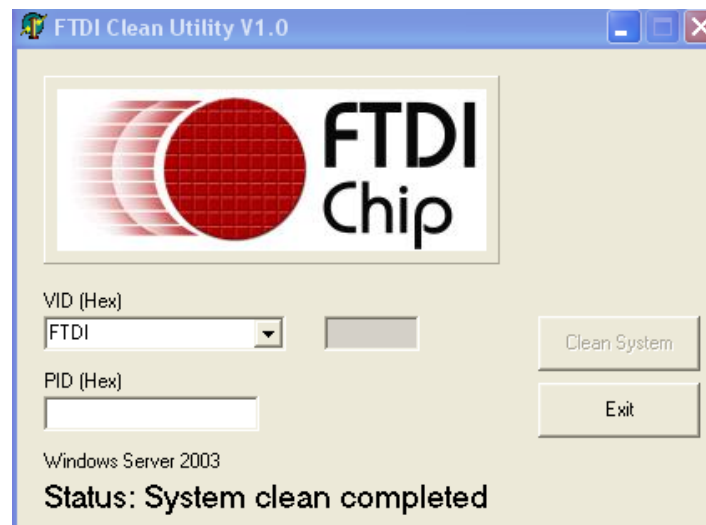 FTDI Clean Utility V1.0
FTDI
Chip
VID (Hex)
FTDI
Clean System
PID (Hex)
Exit
Windows Server 2003
Status: System clean completed